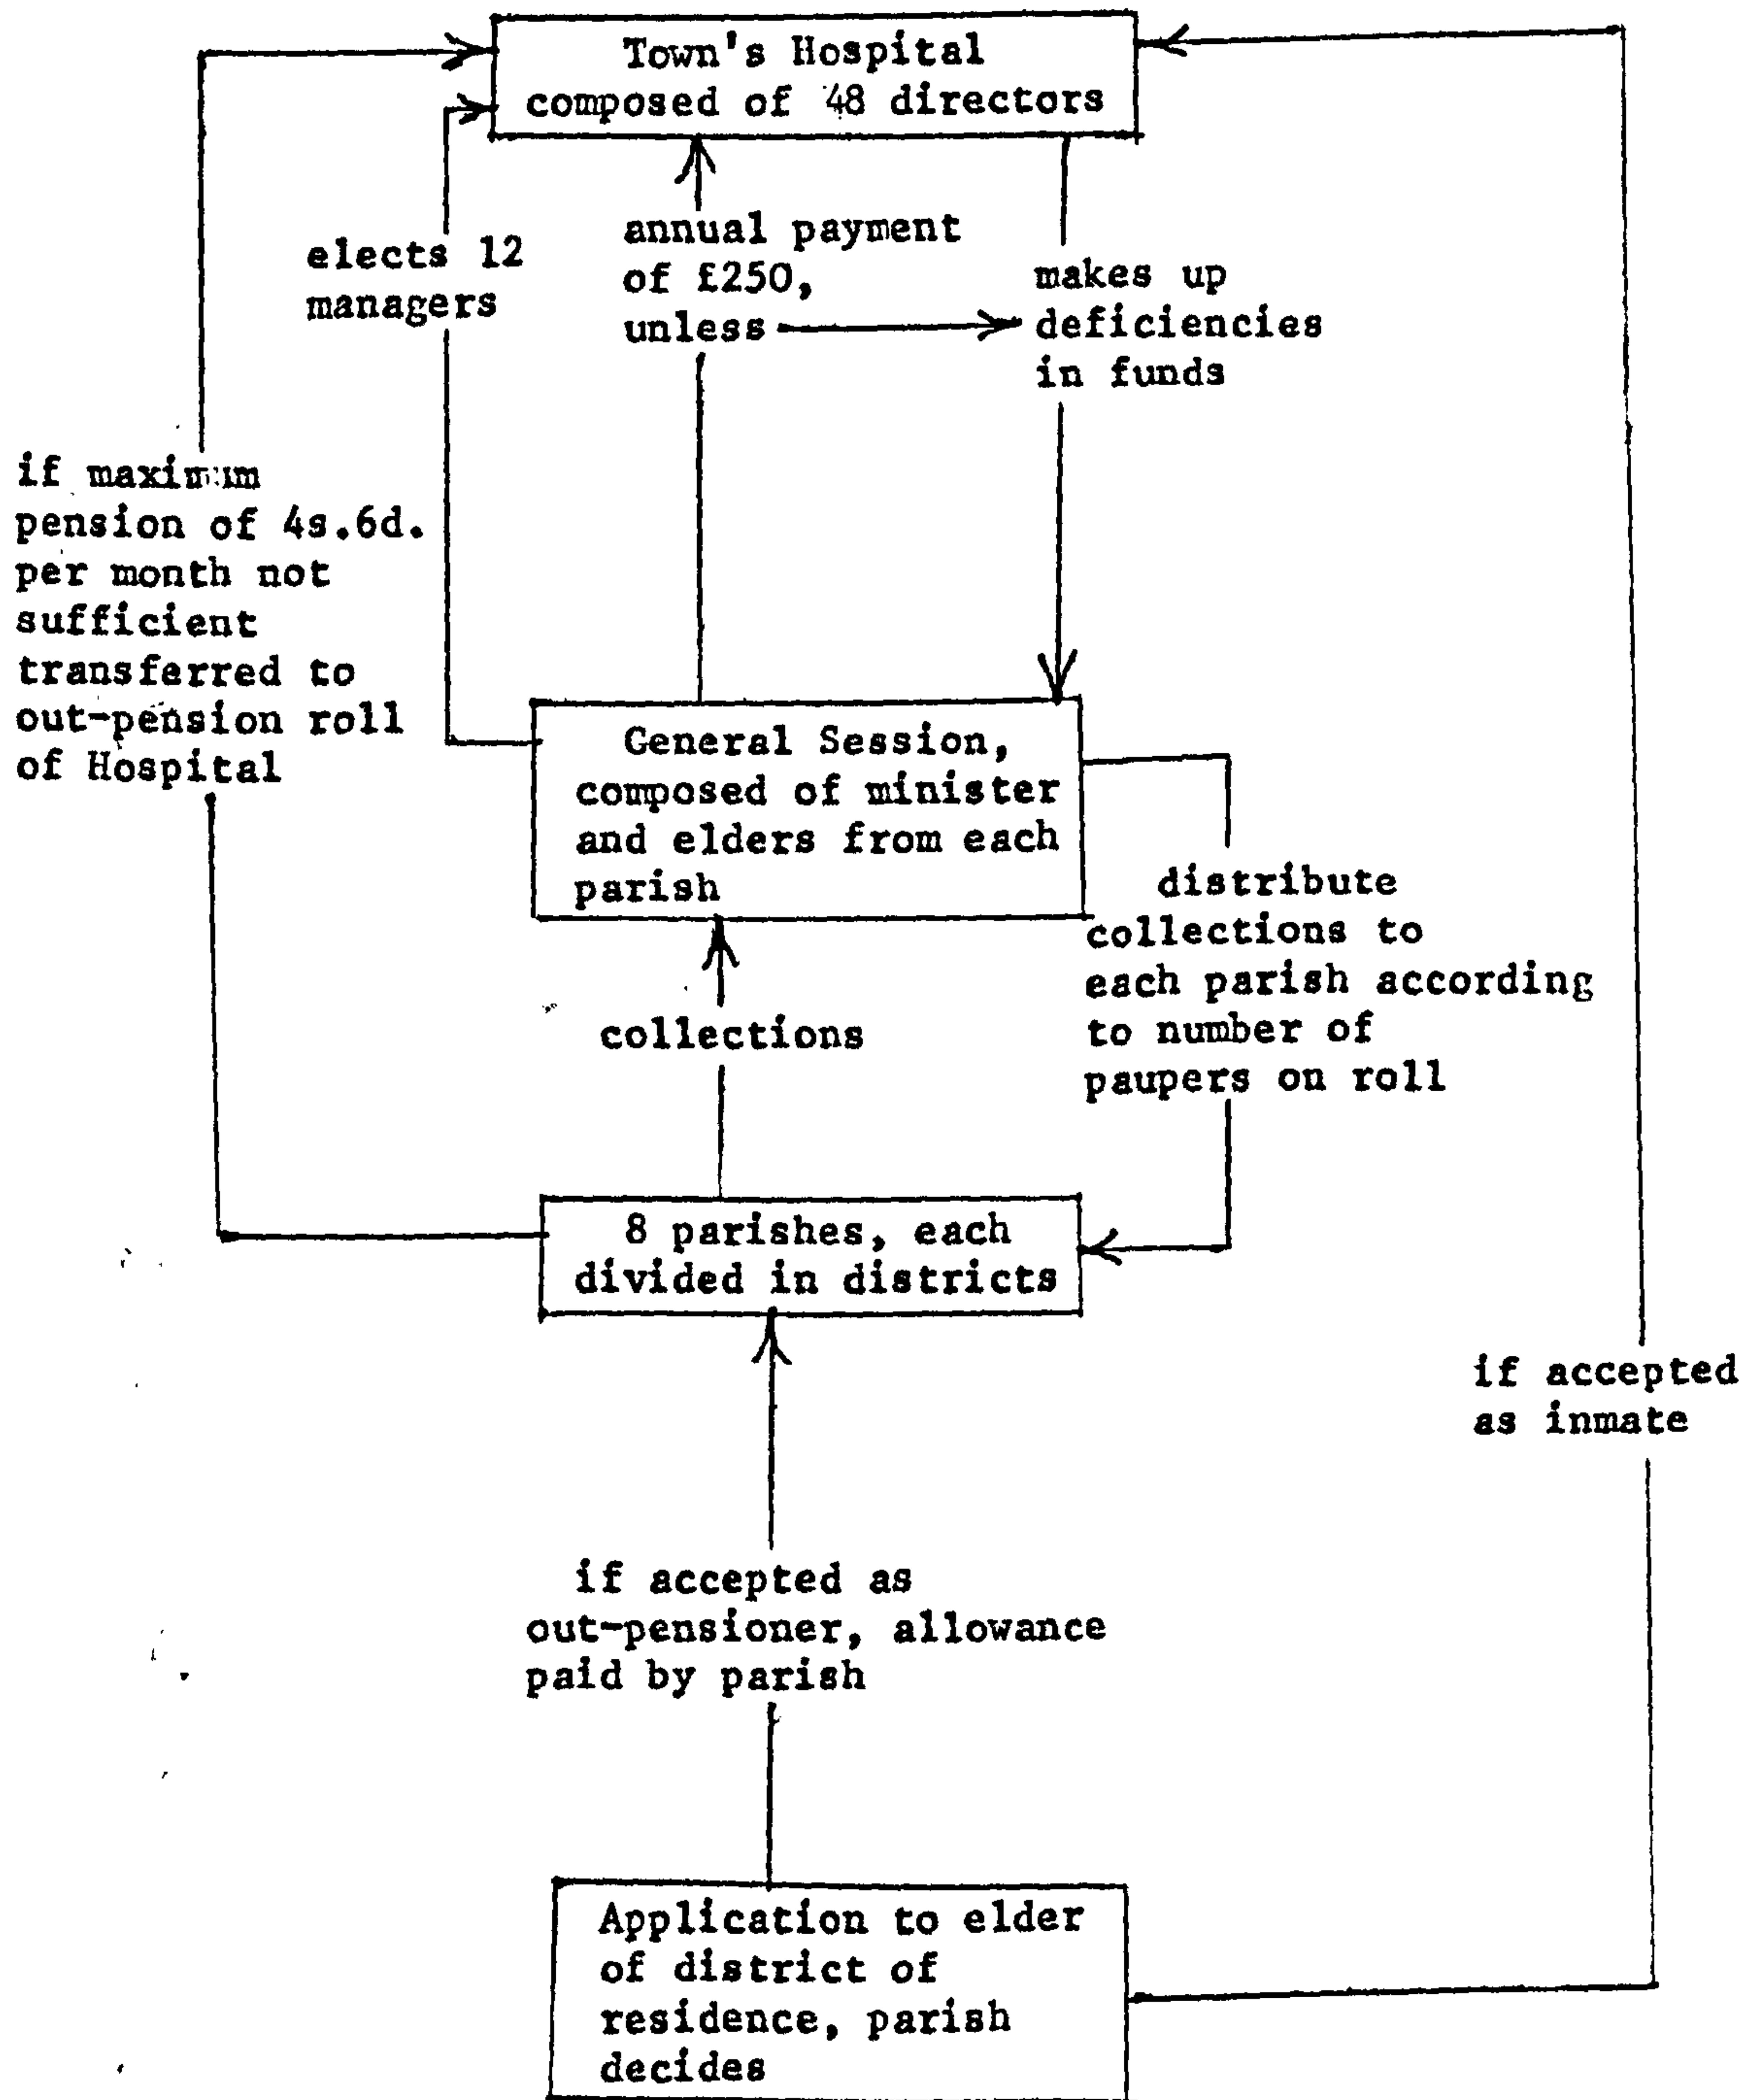 Town's Hospital
composed of 48 directors
elects 12
managers
annual payment
of £250,
unless
makes up
deficiencies
in funds
if maximum
pension of 4s.6d.
per month not
sufficient
transferred to
out-pension roll
of Hospital
General Session,
composed of minister
and elders from each
parish
distribute
collections to
each parish according
to number of
paupers on roll
collections
8 parishes, each
divided in districts
if accepted
as inmate
if accepted as
out-pensioner, allowance
paid by parish
Application to elder
of district of
residence, parish
decides